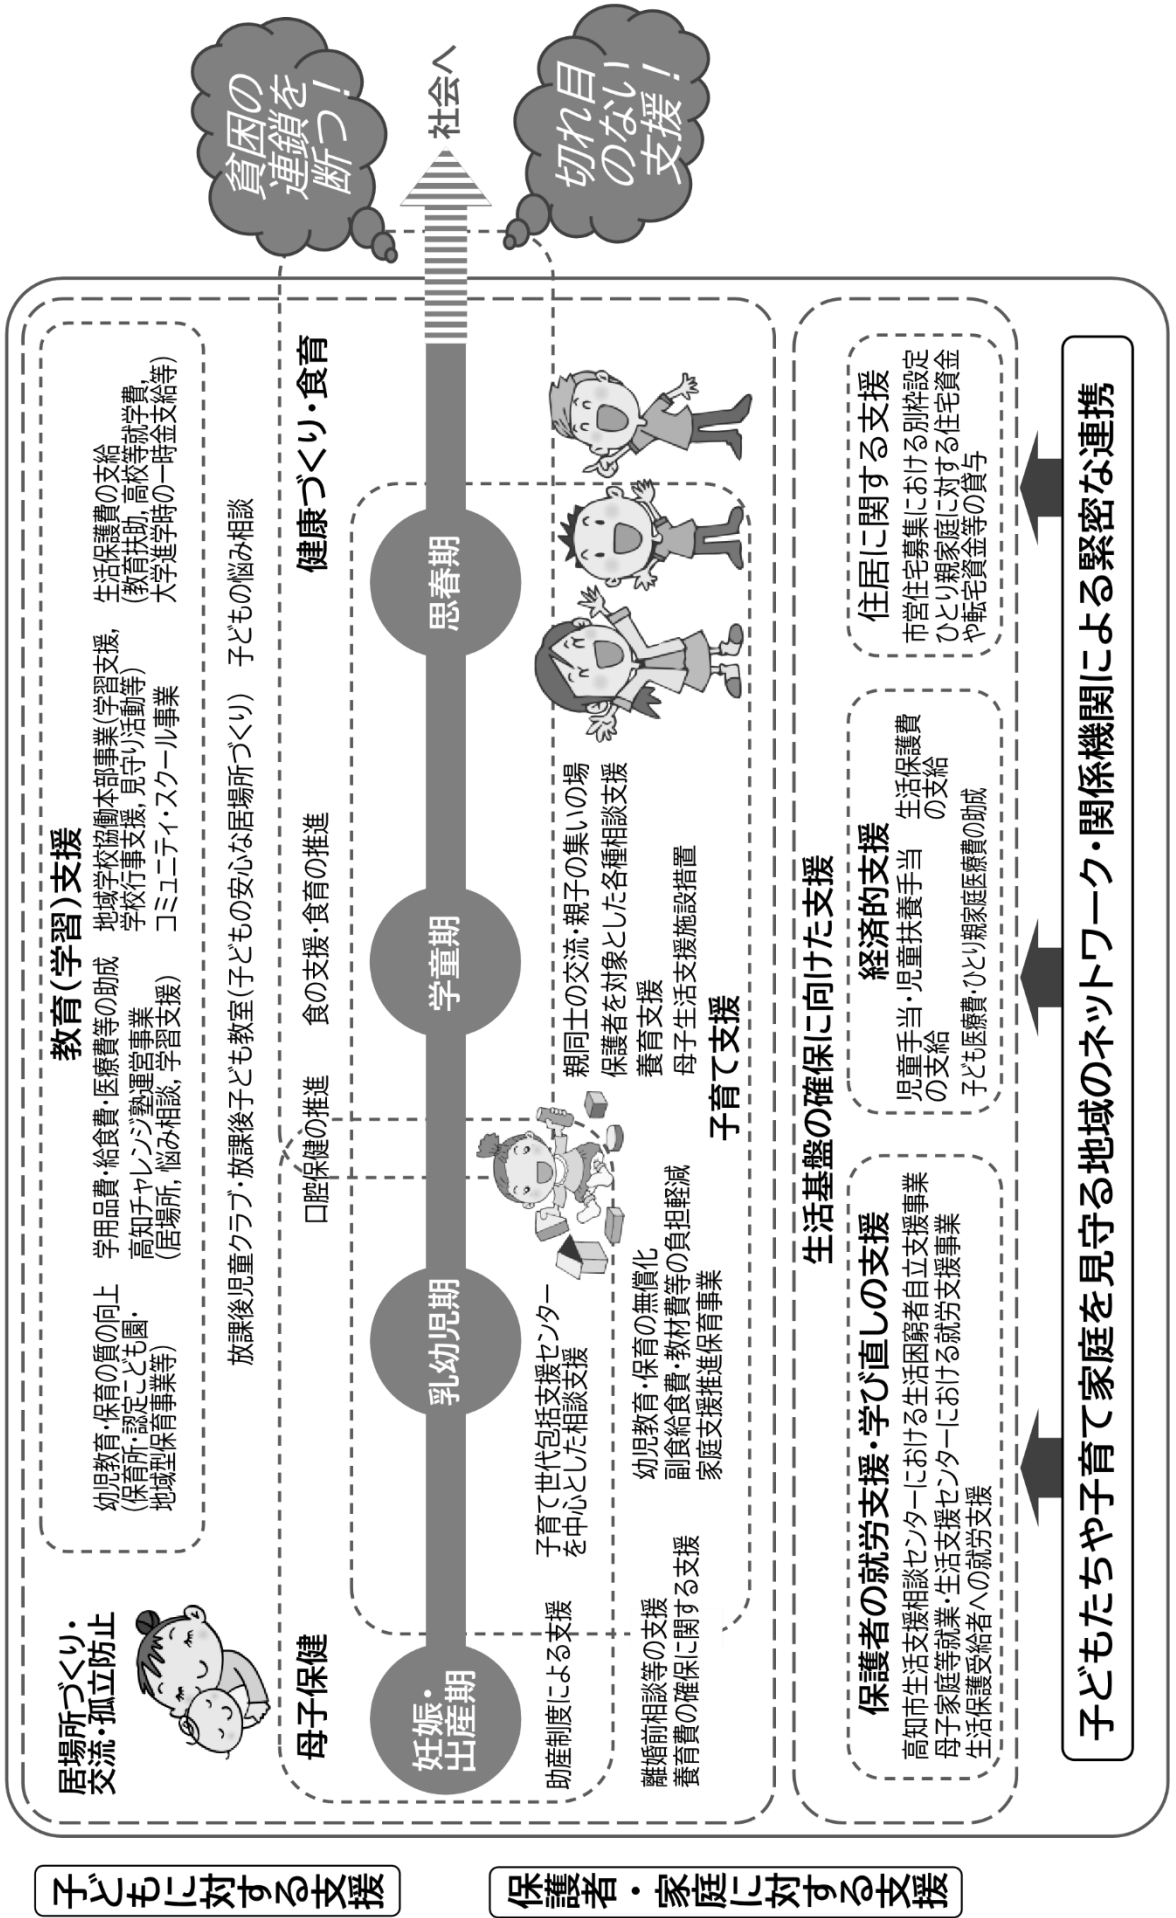 子どもに対する支援
保護者・家庭に対する支援
居場所づくり・
交流・孤立防止
教育(学習)支援
幼児教育・保育の質の向上
(保育所・認定こども園・
地域型保育事業等)
学用品費・給食費・医療費等の助成
高知チャレンジ塾運営事業
(居場所,悩み相談,学習支援)
地域学校協働本部事業(学習支援,
学校行事支援,見守り活動等)
コミュニティ・スクール事業
生活保護費の支給
(教育扶助,高校等就学費,
大学進学時の一時金支給等)
放課後児童クラブ・放課後子ども教室(子どもの安心な居場所づくり)
子どもの悩み相談
母子保健
口腔保健の推進
食の支援・食育の推進
健康づくり・食育
妊娠・
出産期
乳幼児期
学童期
思春期
社会へ
貧困の
連鎖を
断つ!
切れ目
のない
支援!
助産制度による支援
子育て世代包括支援センター
を中心とした相談支援
離婚前相談等の支援
養育費の確保に関する支援
幼児教育・保育の無償化
副食給食費・教材費等の負担軽減
家庭支援推進保育事業
親同士の交流・親子の集いの場
保護者を対象とした各種相談支援
養育支援
母子生活支援施設措置
子育て支援
生活基盤の確保に向けた支援
保護者の就労支援・学び直しの支援
高知市生活支援相談センターにおける生活困窮者自立支援事業
母子家庭等就業・生活支援センターにおける就労支援事業
生活保護受給者への就労支援
経済的支援
児童手当・児童扶養手当
の支給
生活保護費
の支給
子ども医療費・ひとり親家庭医療費の助成
住居に関する支援
市営住宅募集における別枠設定
ひとり親家庭に対する住宅資金
や転宅資金等の貸与
子どもたちや子育て家庭を見守る地域のネットワーク・関係機関による緊密な連携